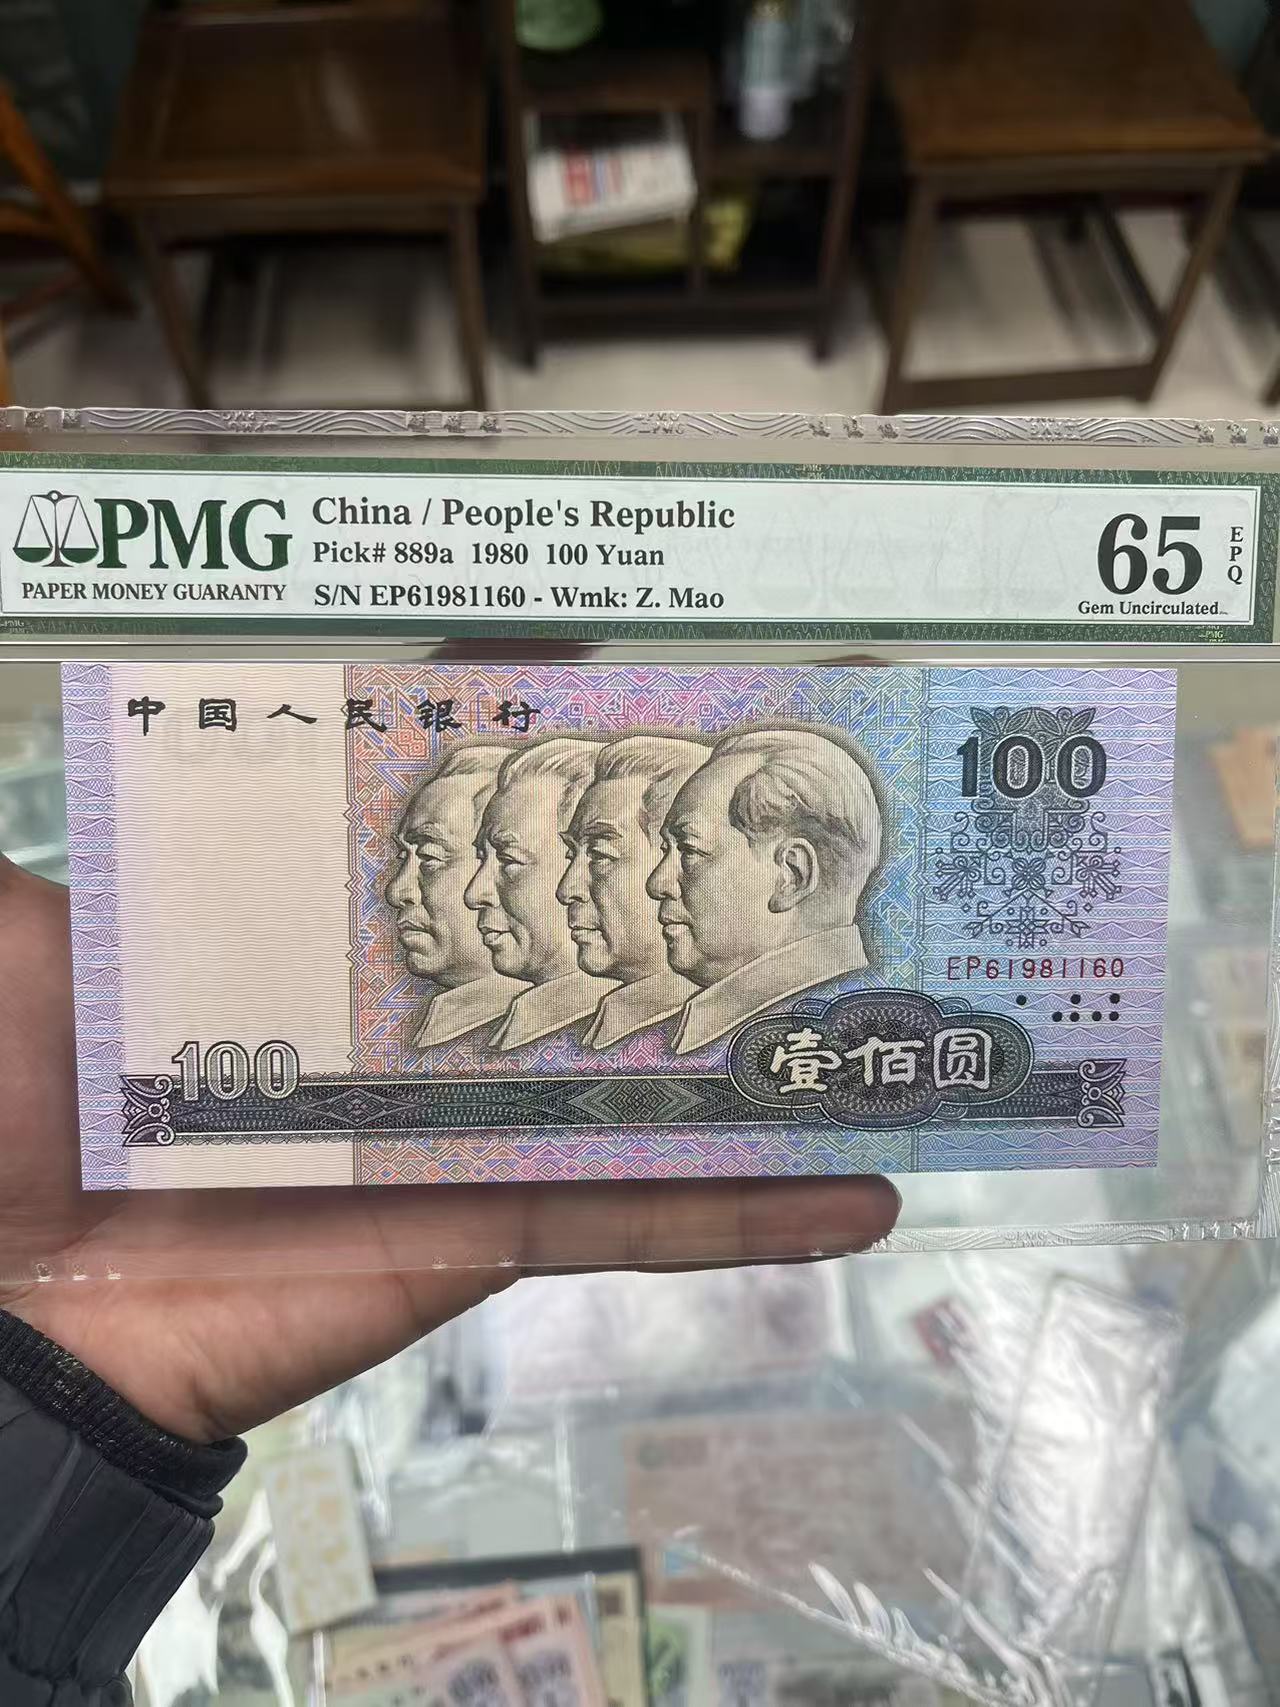 PMG
PAPER MONEY GUARANTY
China / People's Republic
Pick# 889a 1980 100 Yuan
S/N EP61981160 - Wmk: Z. Mao
65
EPQ
Gem Uncirculated
中国人民银行
100
EP61981160
100
壹佰圆